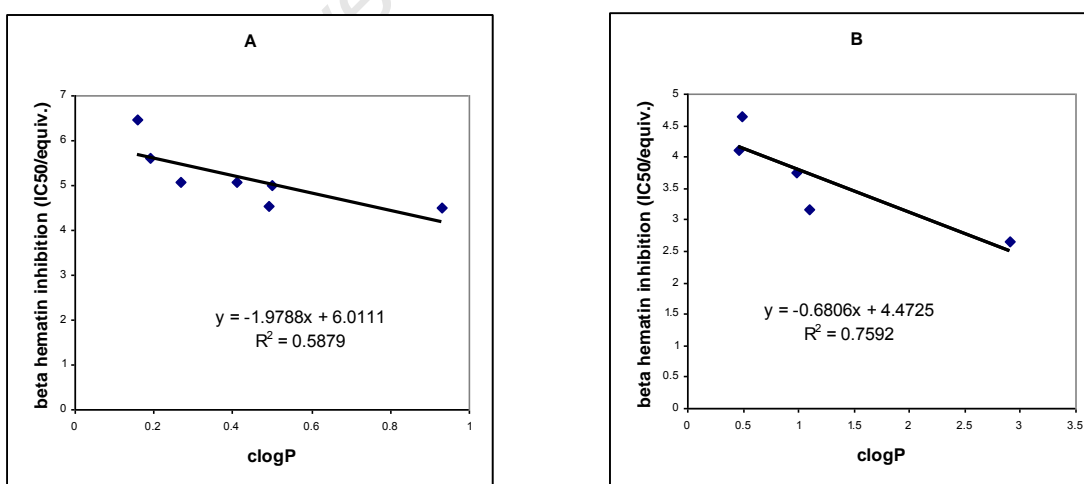 A
beta hematin inhibition (IC50/equiv.)
7
6
5
4
3
2
1
0
y = -1.9788x + 6.0111
R² = 0.5879
0 0.2 0.4 0.6 0.8 1
clogP
B
beta hematin inhibition (IC50/equiv.)
5
4.5
4
3.5
3
2.5
2
1.5
1
0.5
0
y = -0.6806x + 4.4725
R² = 0.7592
0 0.5 1 1.5 2 2.5 3 3.5
clogP